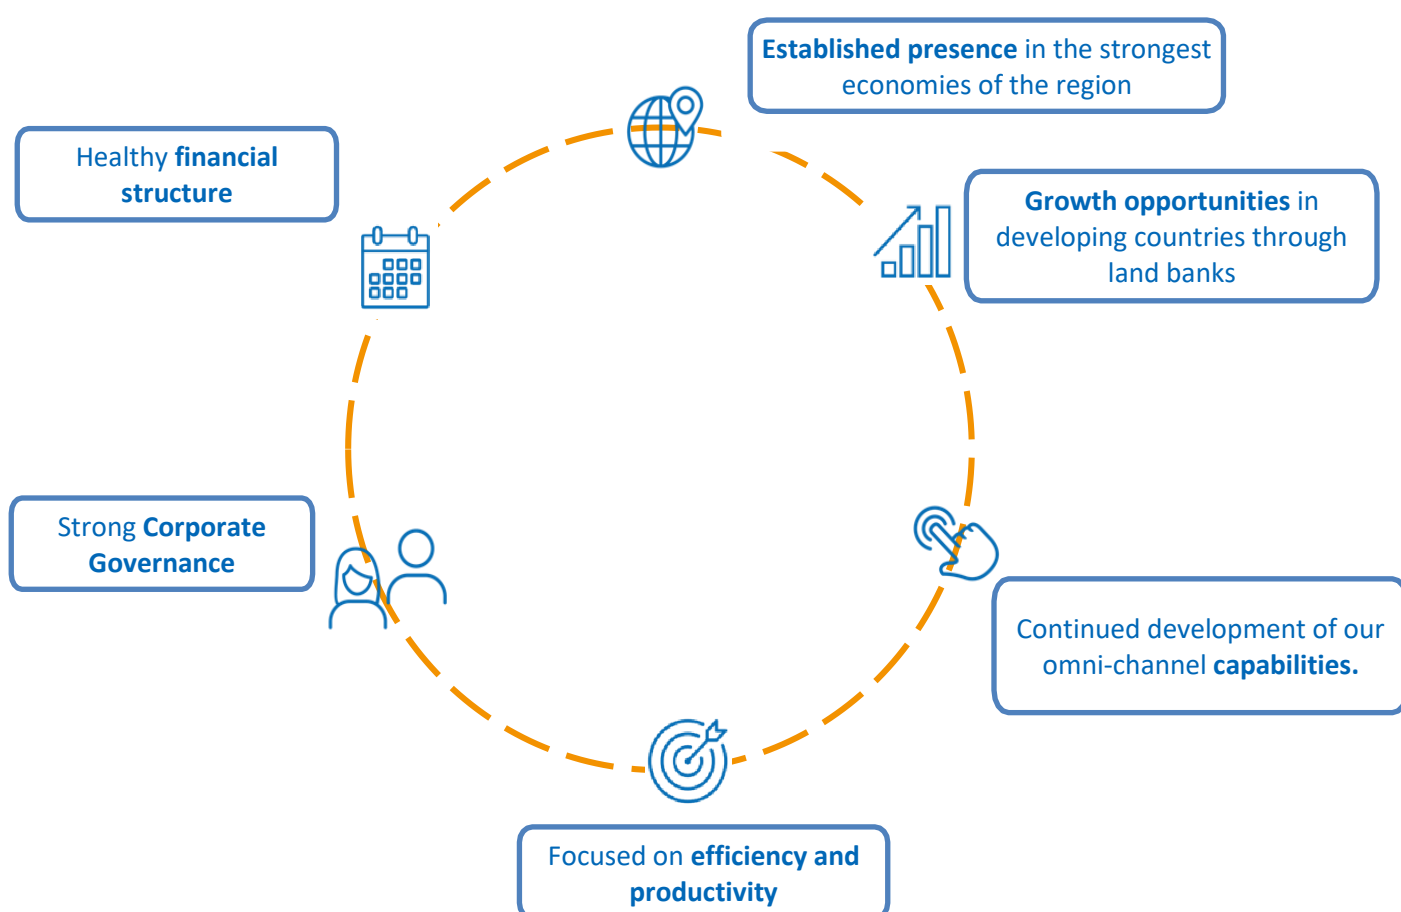 Established presence in the strongest
economies of the region
Growth opportunities in
developing countries through
land banks
Continued development of our
omni-channel capabilities.
Focused on efficiency and
productivity
Strong Corporate
Governance
Healthy financial
structure